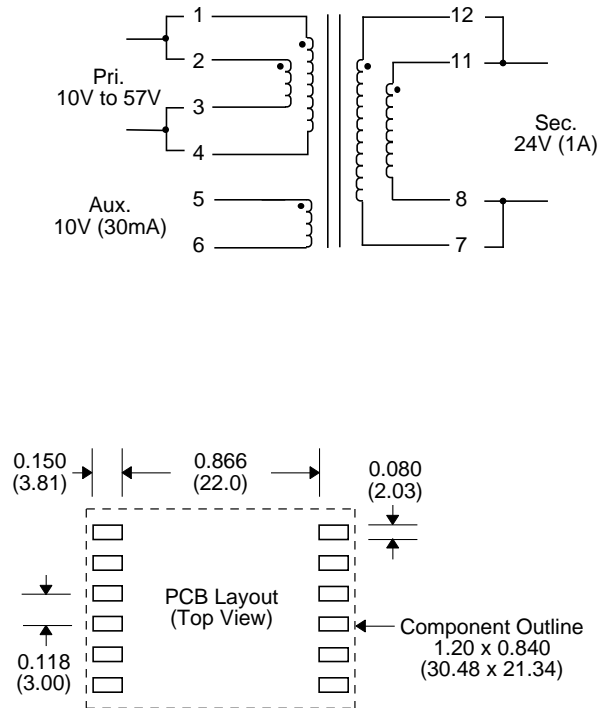 1
2
3
4
5
6
12
11
8
7
Pri.
10V to 57V
Aux.
10V (30mA)
Sec.
24V (1A)
0.150
(3.81)
0.866
(22.0)
0.080
(2.03)
PCB Layout
(Top View)
0.118
(3.00)
Component Outline
1.20 x 0.840
(30.48 x 21.34)